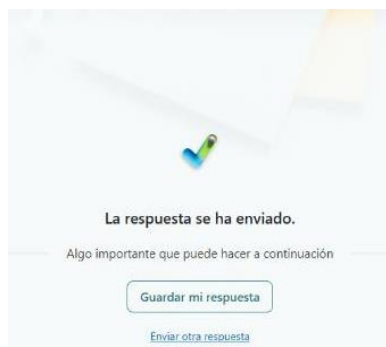 La respuesta se ha enviado.
Algo importante que puede hacer a continuación
Guardar mi respuesta
Enviar otra respuesta